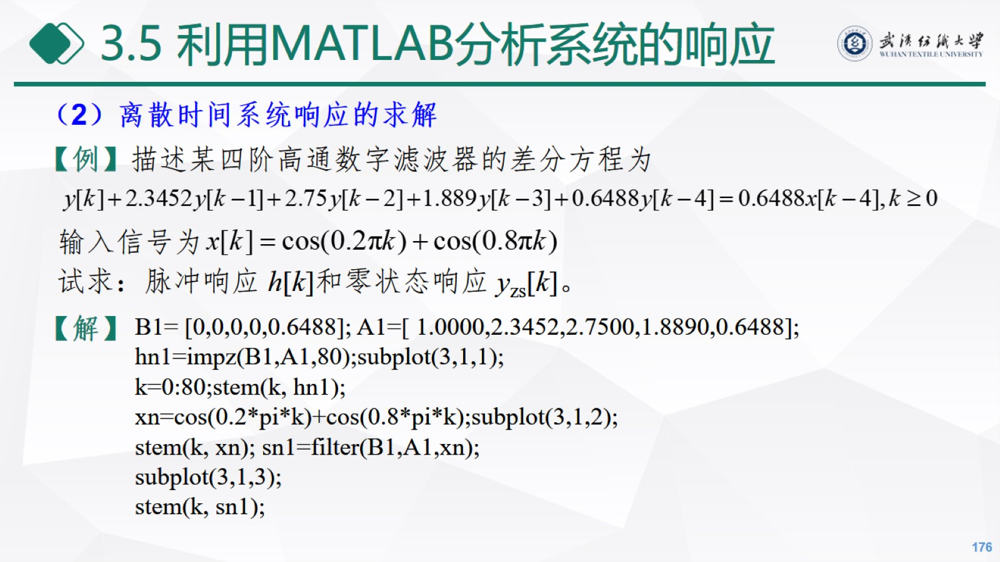 3.5 利用MATLAB分析系统的响应
武汉纺织大学
WUHAN TEXTILE UNIVERSITY
（2）离散时间系统响应的求解
【例】描述某四阶高通数字滤波器的差分方程为
y[k]+2.3452y[k−1]+2.75y[k−2]+1.889y[k−3]+0.6488y[k−4]=0.6488x[k−4],k≥0
输入信号为x[k]=cos(0.2πk)+cos(0.8πk)
试求：脉冲响应 h[k]和零状态响应 yzs[k]。
【解】 B1= [0,0,0,0,0.6488]; A1=[ 1.0000,2.3452,2.7500,1.8890,0.6488];
hn1=impz(B1,A1,80);subplot(3,1,1);
k=0:80;stem(k, hn1);
xn=cos(0.2*pi*k)+cos(0.8*pi*k);subplot(3,1,2);
stem(k, xn); sn1=filter(B1,A1,xn);
subplot(3,1,3);
stem(k, sn1);
176